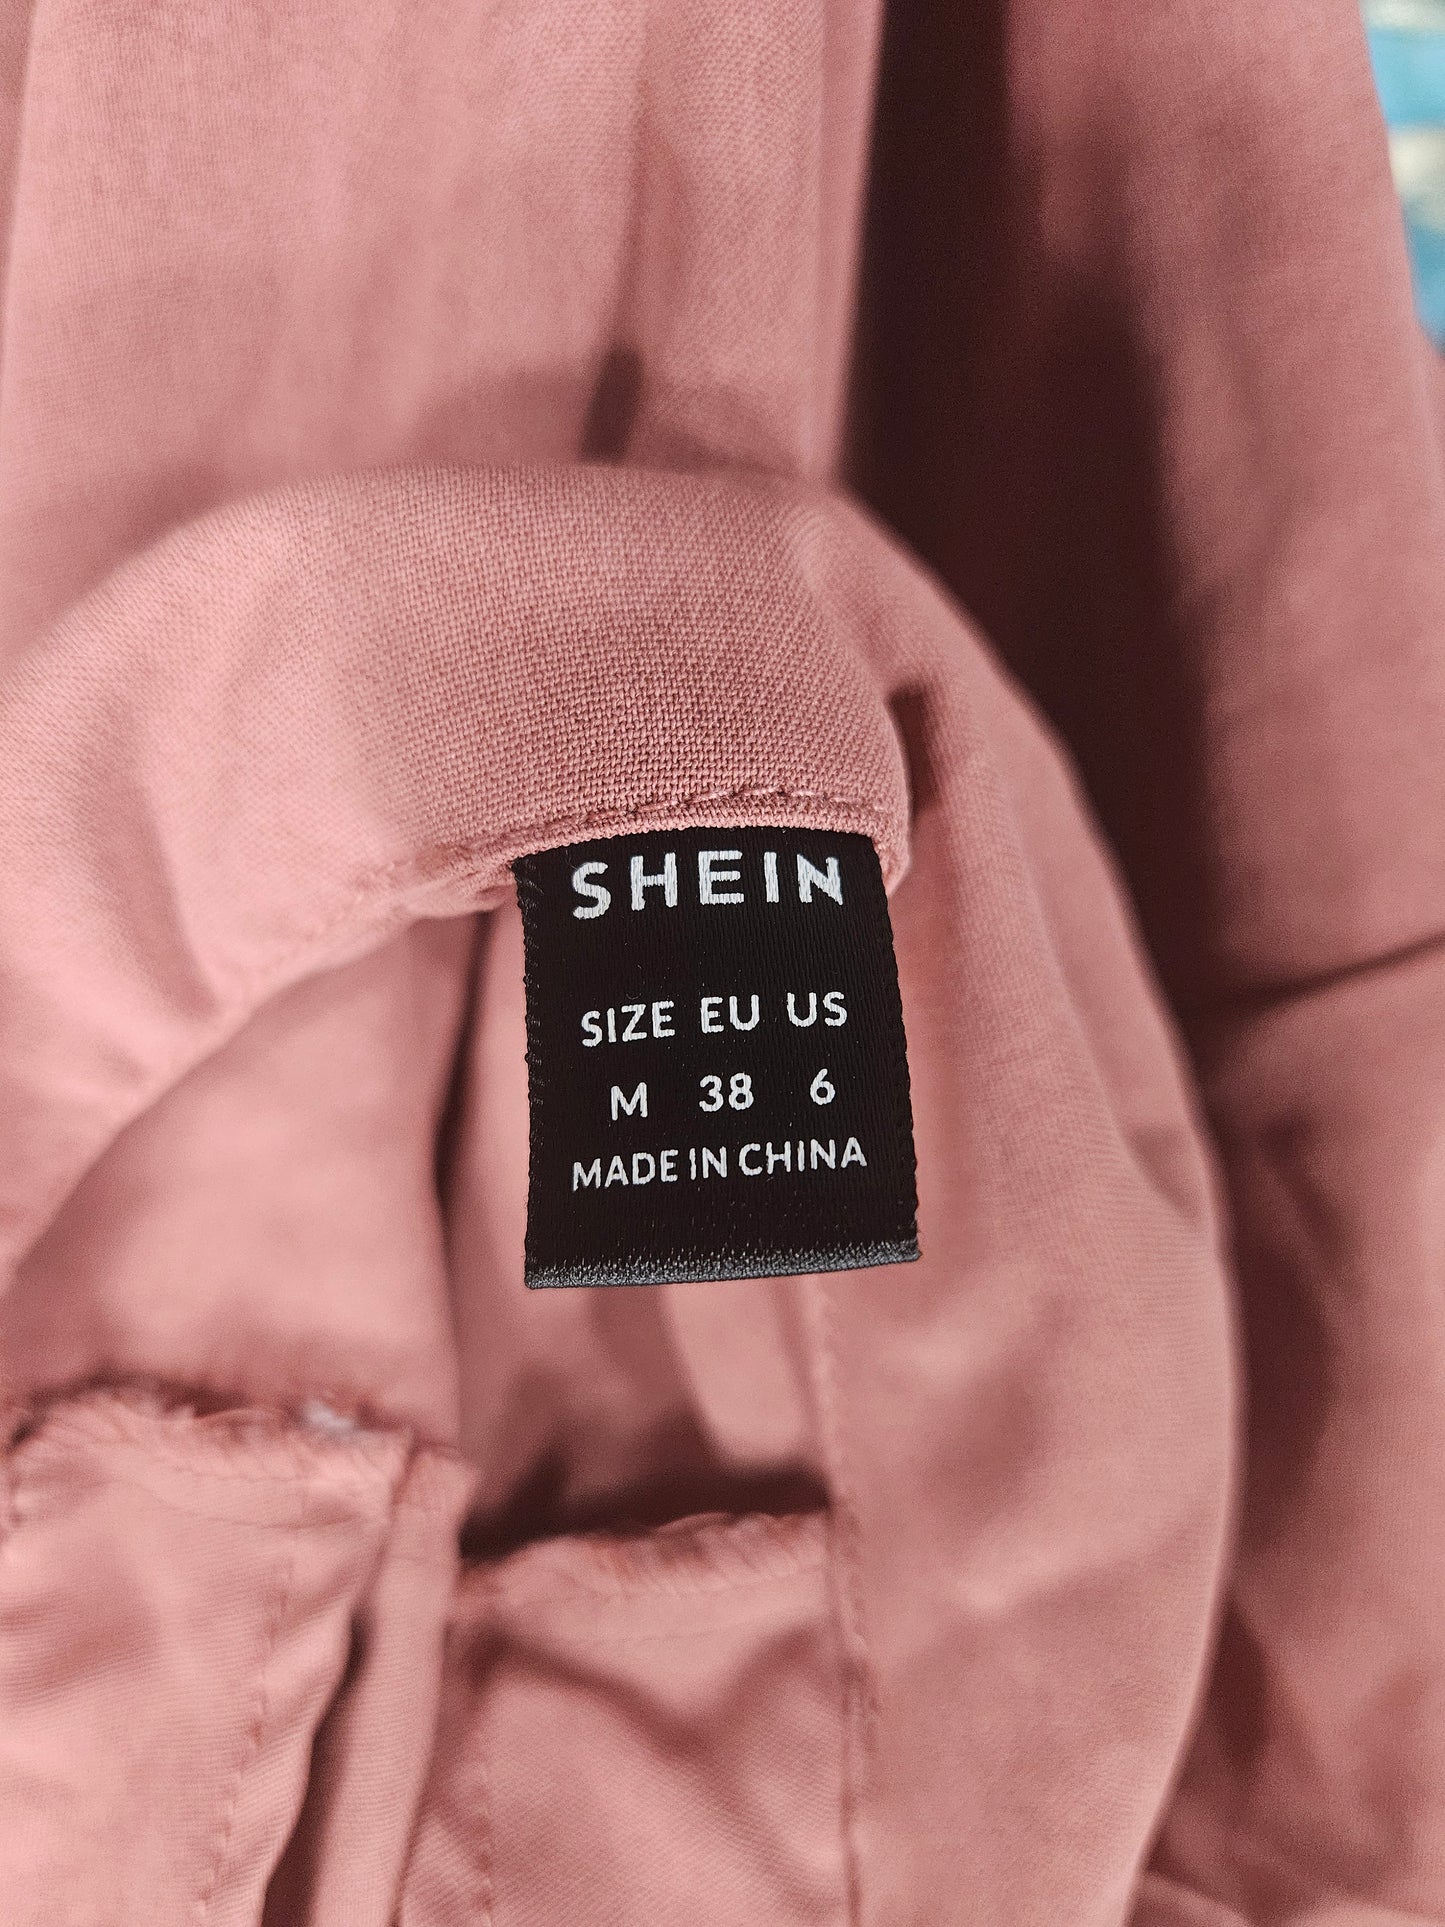 SHEIN
SIZE EU US
M 38 6
MADE IN CHINA